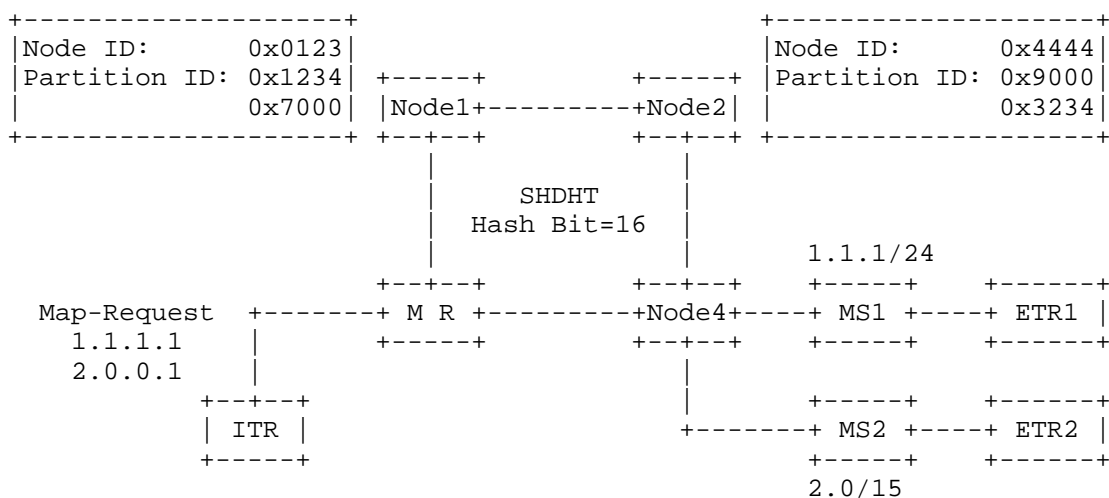 Node ID: 0x0123 Node ID: 0x4444
Partition ID: 0x1234 Partition ID: 0x9000
0x7000 Node1 Node2 0x3234
SHDHT
Hash Bit=16
1.1.1/24
Map-Request M R Node4 MS1 ETR1
1.1.1.1
2.0.0.1
ITR MS2 ETR2
2.0/15